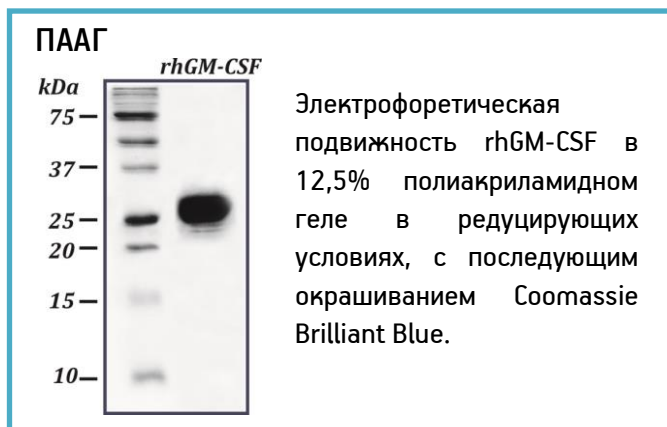 ПААГ
rhGM-CSF
kDa
75
37
25
20
15
10
Электрофоретическая
подвижность rhGM-CSF в
12,5% полиакриламидном
геле в редуцирующих
условиях, с последующим
окрашиванием Coomassie
Brilliant Blue.